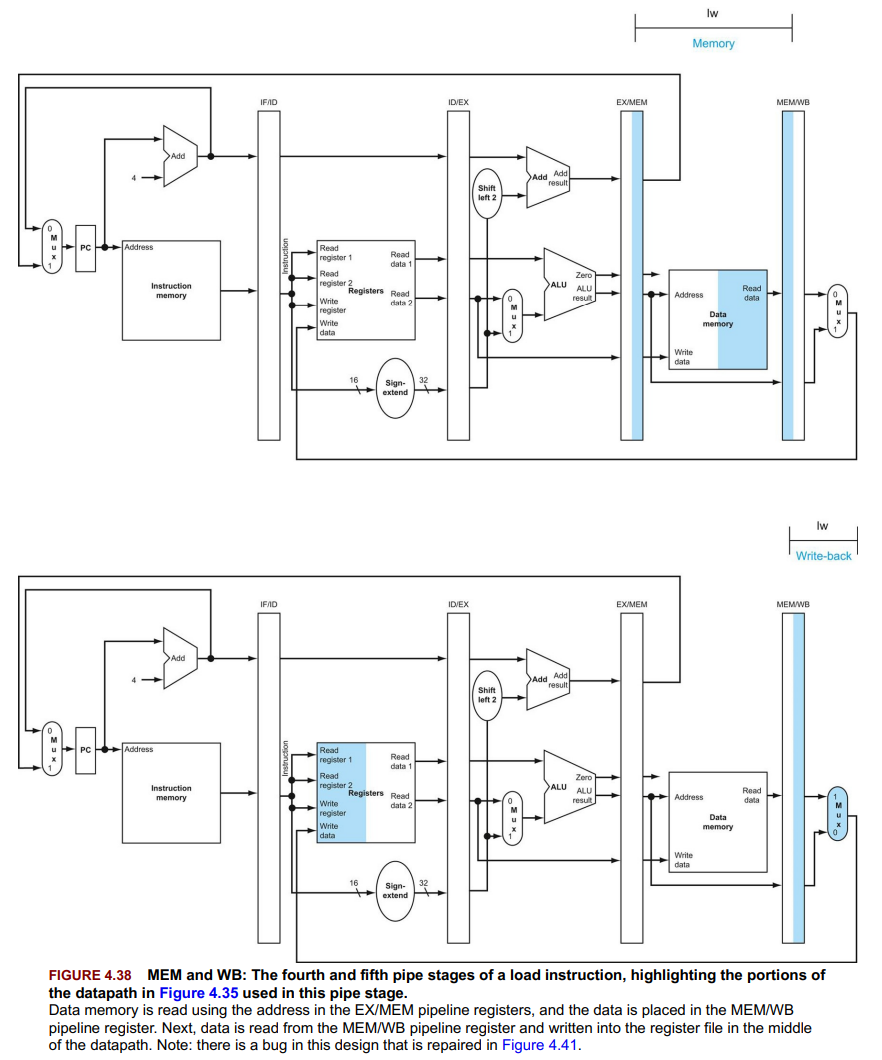 lw
Memory
IF/ID
ID/EX
EX/MEM
MEM/WB
Add
4
Shift
left 2
Add
Add
result
0
M
u
x
1
PC
Address
Instruction
memory
Instruction
Read
register 1
Read
register 2
Registers
Write
register
Write
data
Read
data 1
Read
data 2
0
M
u
x
1
Zero
ALU
ALU
result
Address
Read
data
Data
memory
Write
data
0
M
u
x
1
16
Sign-
extend
32
lw
Write-back
IF/ID
ID/EX
EX/MEM
MEM/WB
Add
4
Shift
left 2
Add
Add
result
0
M
u
x
1
PC
Address
Instruction
memory
Instruction
Read
register 1
Read
register 2
Registers
Write
register
Write
data
Read
data 1
Read
data 2
0
M
u
x
1
Zero
ALU
ALU
result
Address
Read
data
Data
memory
Write
data
1
M
u
x
0
16
Sign-
extend
32
FIGURE 4.38 MEM and WB: The fourth and fifth pipe stages of a load instruction, highlighting the portions of
the datapath in Figure 4.35 used in this pipe stage.
Data memory is read using the address in the EX/MEM pipeline registers, and the data is placed in the MEM/WB
pipeline register. Next, data is read from the MEM/WB pipeline register and written into the register file in the middle
of the datapath. Note: there is a bug in this design that is repaired in Figure 4.41.